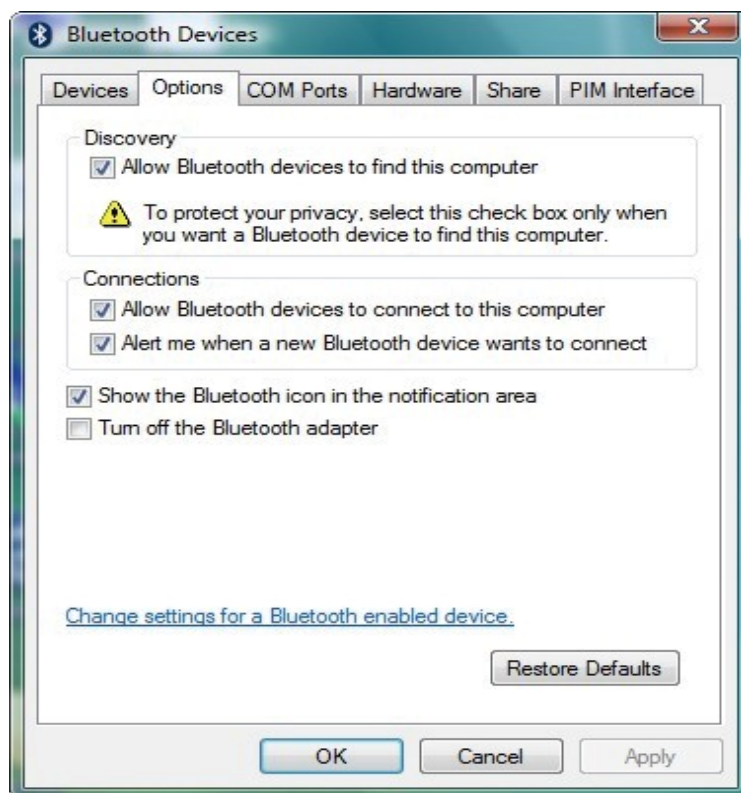 Bluetooth Devices
Devices Options COM Ports Hardware Share PIM Interface
Discovery
Allow Bluetooth devices to find this computer
To protect your privacy, select this check box only when
you want a Bluetooth device to find this computer.
Connections
Allow Bluetooth devices to connect to this computer
Alert me when a new Bluetooth device wants to connect
Show the Bluetooth icon in the notification area
Turn off the Bluetooth adapter
Change settings for a Bluetooth enabled device.
Restore Defaults
OK Cancel Apply